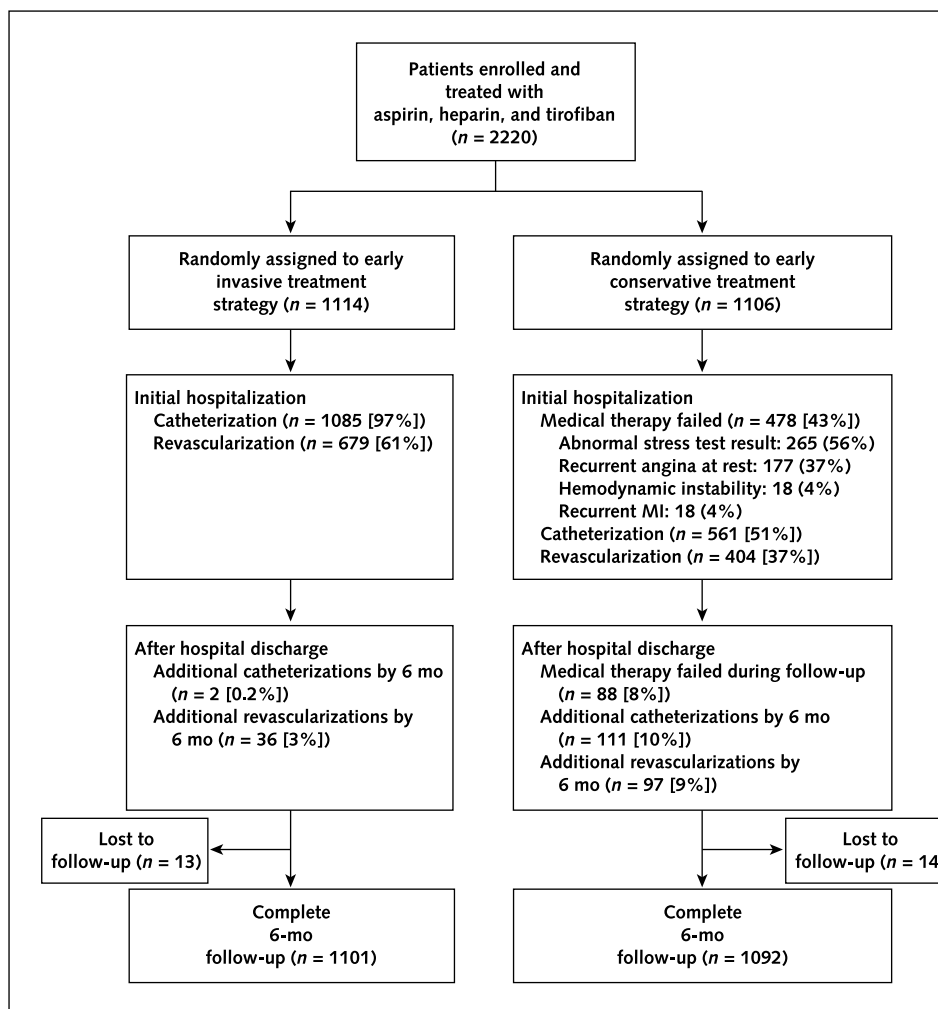 Patients enrolled and
treated with
aspirin, heparin, and tirofiban
(n = 2220)
Randomly assigned to early
invasive treatment
strategy (n = 1114)
Randomly assigned to early
conservative treatment
strategy (n = 1106)
Initial hospitalization
Catheterization (n = 1085 [97%])
Revascularization (n = 679 [61%])
Initial hospitalization
Medical therapy failed (n = 478 [43%])
Abnormal stress test result: 265 (56%)
Recurrent angina at rest: 177 (37%)
Hemodynamic instability: 18 (4%)
Recurrent MI: 18 (4%)
Catheterization (n = 561 [51%])
Revascularization (n = 404 [37%])
After hospital discharge
Additional catheterizations by 6 mo
(n = 2 [0.2%])
Additional revascularizations by
6 mo (n = 36 [3%])
After hospital discharge
Medical therapy failed during follow-up
(n = 88 [8%])
Additional catheterizations by 6 mo
(n = 111 [10%])
Additional revascularizations by
6 mo (n = 97 [9%])
Lost to
follow-up (n = 13)
Lost to
follow-up (n = 14
Complete
6-mo
follow-up (n = 1101)
Complete
6-mo
follow-up (n = 1092)